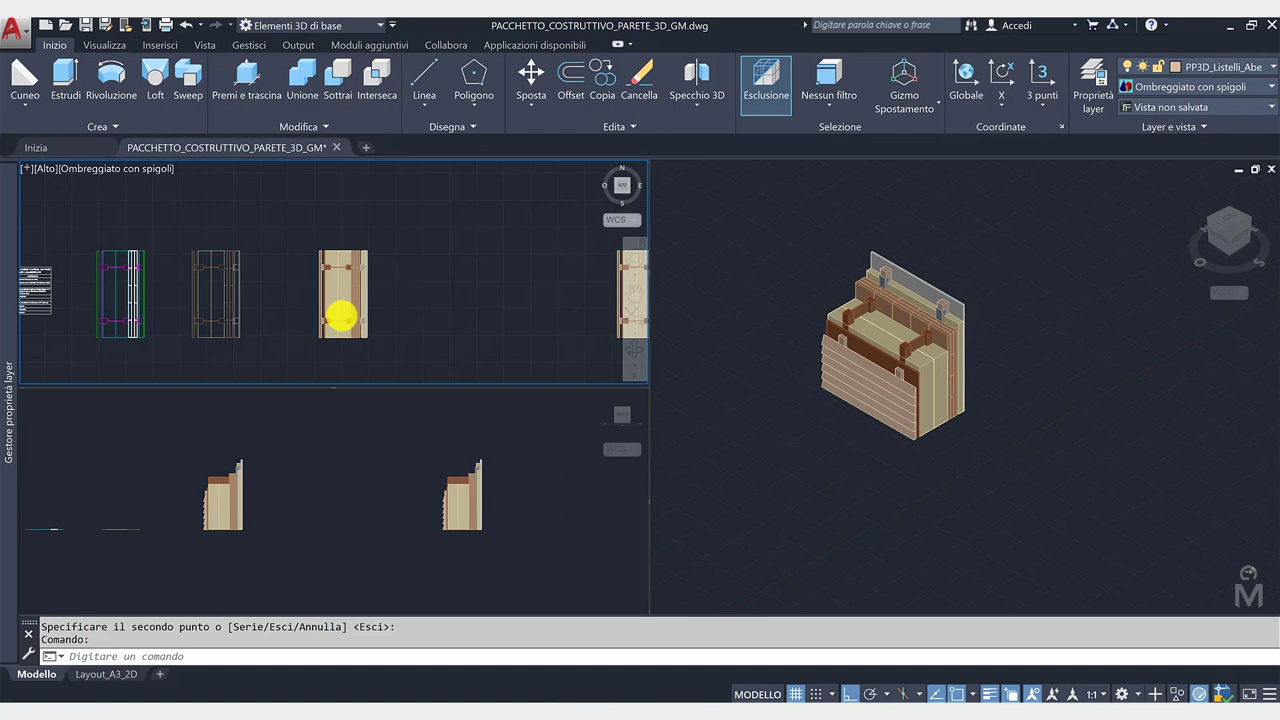 Elementi 3D di base
PACCHETTO_COSTRUTTIVO_PARETE_3D_GM.dwg
Digitare parola chiave o frase
Accedi
Inizio
Visualizza
Inserisci
Vista
Gestisci
Output
Moduli aggiuntivi
Collabora
Applicazioni disponibili
Cuneo
Estrudi
Rivoluzione
Loft
Sweep
Premi e trascina
Unione
Sottrai
Interseca
Linea
Poligono
Sposta
Offset
Copia
Cancella
Specchio 3D
Esclusione
Nessun filtro
Gizmo
Spostamento
Globale
X
3 punti
Proprietà
layer
PP3D_Listelli_Abe
Ombreggiato con spigoli
Vista non salvata
Crea
Modifica
Disegna
Edita
Selezione
Coordinate
Layer e vista
Inizia
PACCHETTO_COSTRUTTIVO_PARETE_3D_GM*
[+][Alto][Ombreggiato con spigoli]
N
O
E
S
WCS
WCS
Gestore proprietà layer
Specificare il secondo punto o [Serie/Esci/Annulla] <Esci>:
Comando:
Digitare un comando
Modello
Layout_A3_2D
MODELLO
1:1